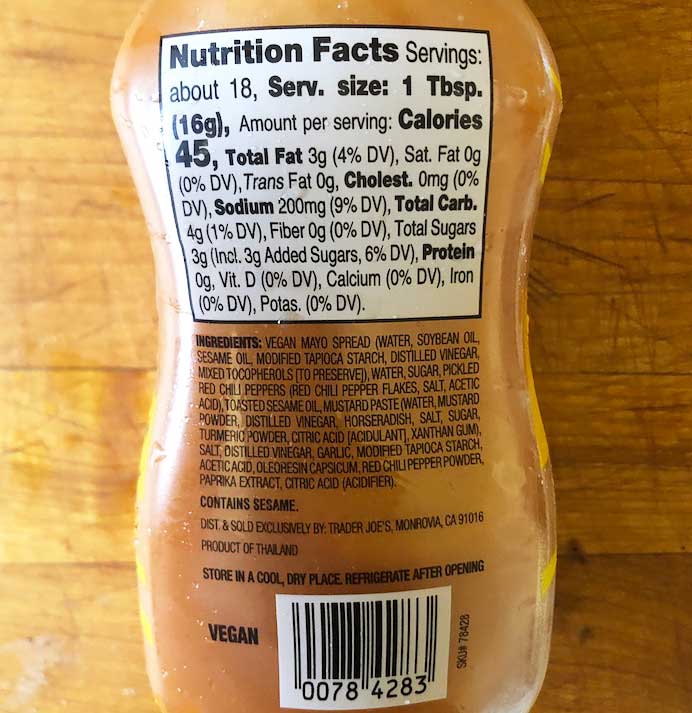 Nutrition Facts Servings:
about 18, Serv. size: 1 Tbsp.
(16g), Amount per serving: Calories
45, Total Fat 3g (4% DV), Sat. Fat 0g
(0% DV), Trans Fat 0g, Cholest. 0mg (0%
DV), Sodium 200mg (9% DV), Total Carb.
4g (1% DV), Fiber 0g (0% DV), Total Sugars
3g (Incl. 3g Added Sugars, 6% DV), Protein
0g, Vit. D (0% DV), Calcium (0% DV), Iron
(0% DV), Potas. (0% DV).
INGREDIENTS: VEGAN MAYO SPREAD (WATER, SOYBEAN OIL,
SESAME OIL, MODIFIED TAPIOCA STARCH, DISTILLED VINEGAR,
MIXED TOCOPHEROLS [TO PRESERVE]), WATER, SUGAR, PICKLED
RED CHILI PEPPERS (RED CHILI PEPPER FLAKES, SALT, ACETIC
ACID), TOASTED SESAME OIL, MUSTARD PASTE (WATER, MUSTARD
POWDER, DISTILLED VINEGAR, HORSERADISH, SALT, SUGAR,
TURMERIC POWDER, CITRIC ACID [ACIDULANT], XANTHAN GUM),
SALT, DISTILLED VINEGAR, GARLIC, MODIFIED TAPIOCA STARCH,
ACETIC ACID, OLEORESIN CAPSICUM, RED CHILI PEPPER POWDER,
PAPRIKA EXTRACT, CITRIC ACID (ACIDIFIER).
CONTAINS SESAME.
DIST. & SOLD EXCLUSIVELY BY: TRADER JOE'S, MONROVIA, CA 91016
PRODUCT OF THAILAND
STORE IN A COOL, DRY PLACE. REFRIGERATE AFTER OPENING
VEGAN
0078 4283
SKU# 78428